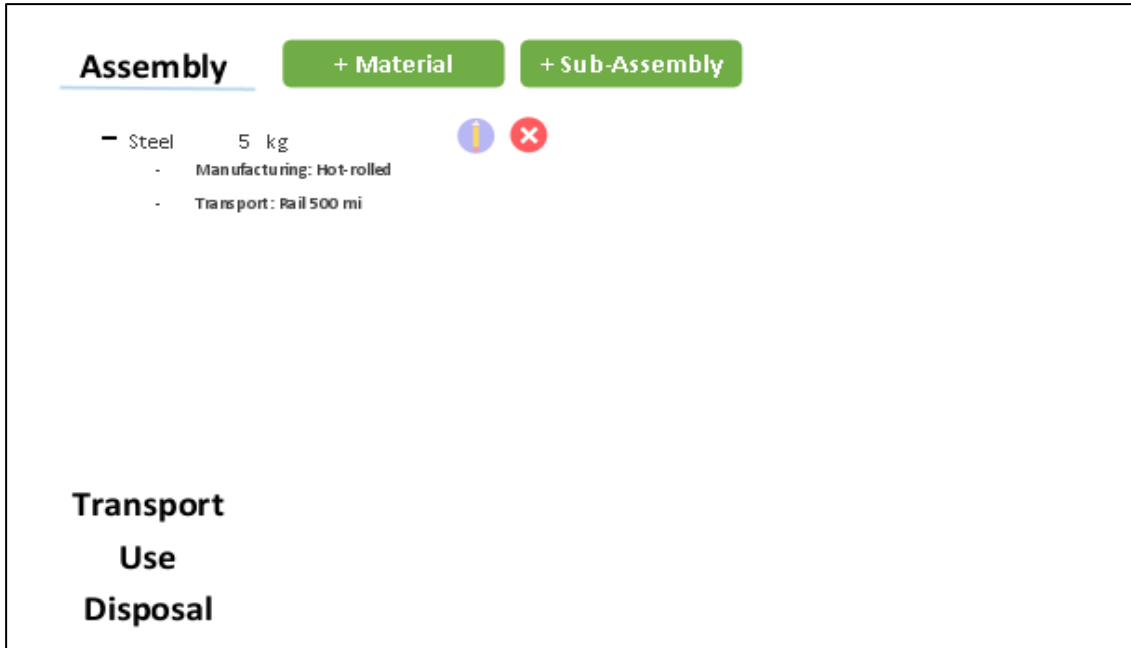 Assembly + Material + Sub-Assembly
– Steel 5 kg
- Manufacturing: Hot-rolled
- Transport: Rail 500 mi
Transport
Use
Disposal